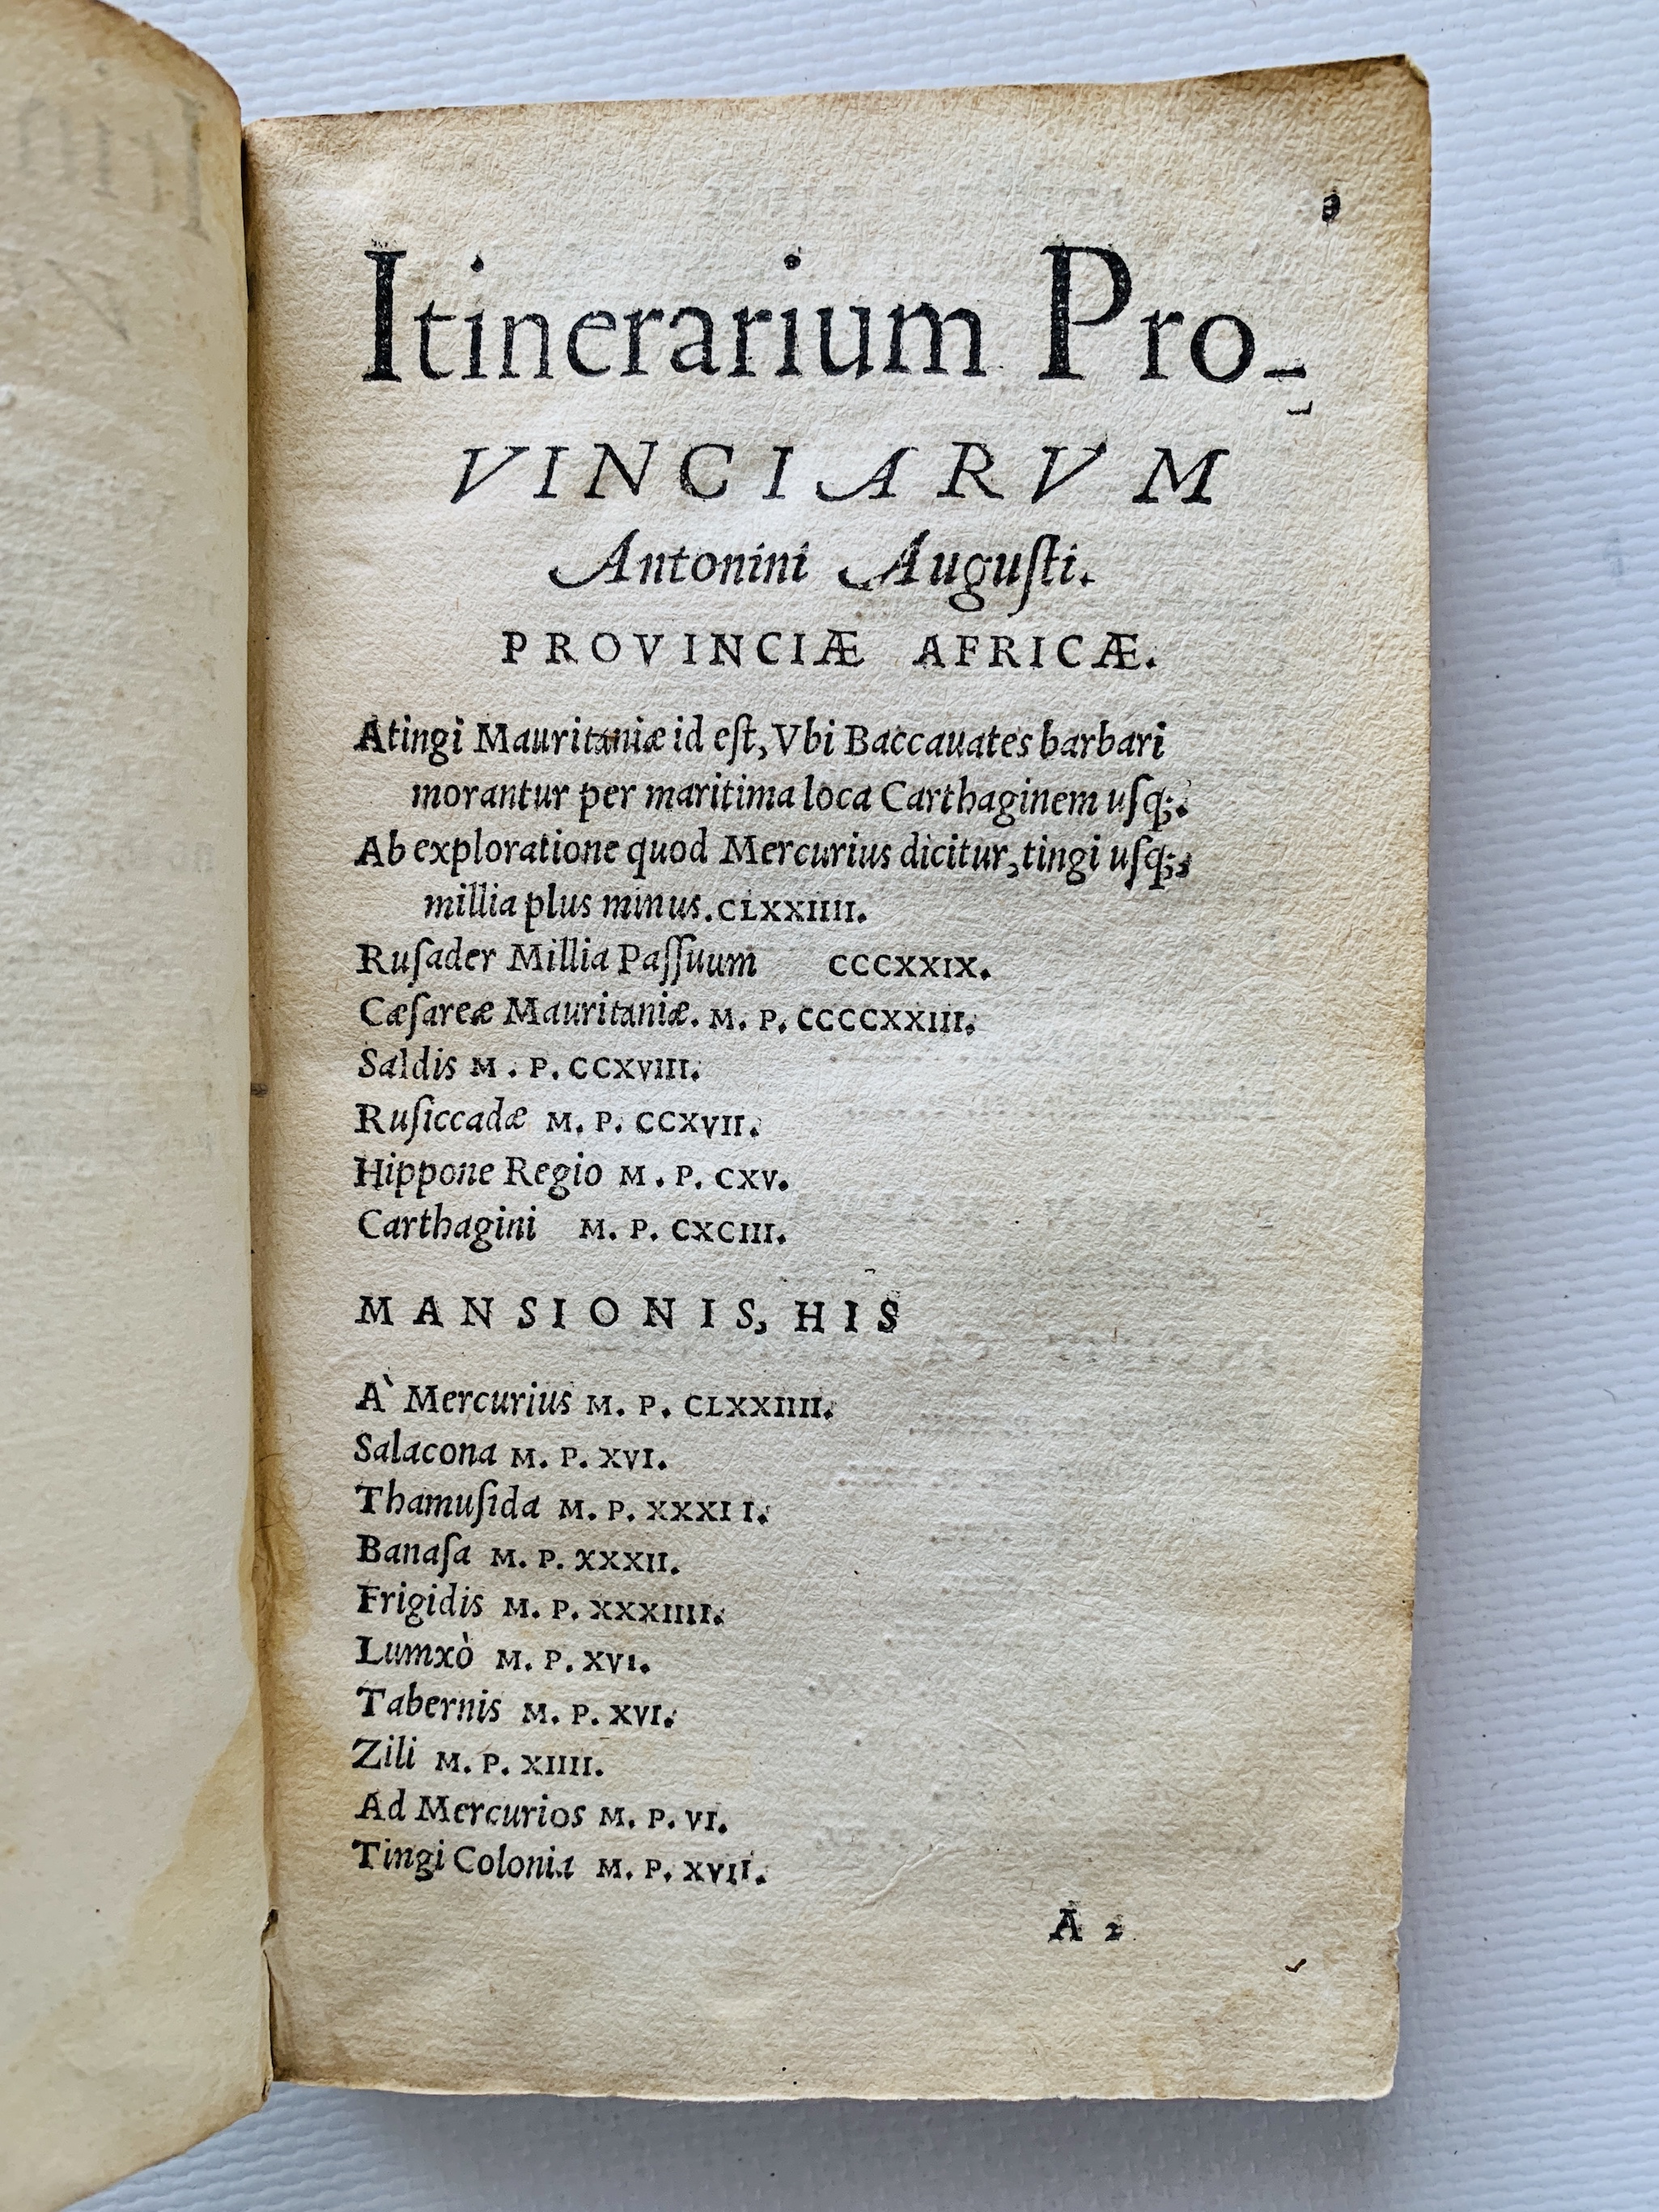 3
Itinerarium Pro-
VINCIARVM
Antonini Auguſti.
PROVINCIÆ AFRICÆ.
Atingi Mauritaniæ id eſt, Vbi Baccauates barbari
morantur per maritima loca Carthaginem uſq;.
Ab exploratione quod Mercurius dicitur, tingi uſq;,
millia plus minus. CLXXIIII.
Ruſader Millia Paſſuum CCCXXIX.
Cæſareæ Mauritaniæ. M. P. CCCCXXIII.
Saldis M. P. CCXVIII.
Ruſiccadæ M. P. CCXVII.
Hippone Regio M. P. CXV.
Carthagini M. P. CXCIII.
MANSIONIS, HIS
A` Mercurius M. P. CLXXIIII.
Salacona M. P. XVI.
Thamuſida M. P. XXXII.
Banaſa M. P. XXXII.
Frigidis M. P. XXXIIII.
Lumxò M. P. XVI.
Tabernis M. P. XVI.
Zili M. P. XIIII.
Ad Mercurios M. P. VI.
Tingi Colonia M. P. XVII.
A 2